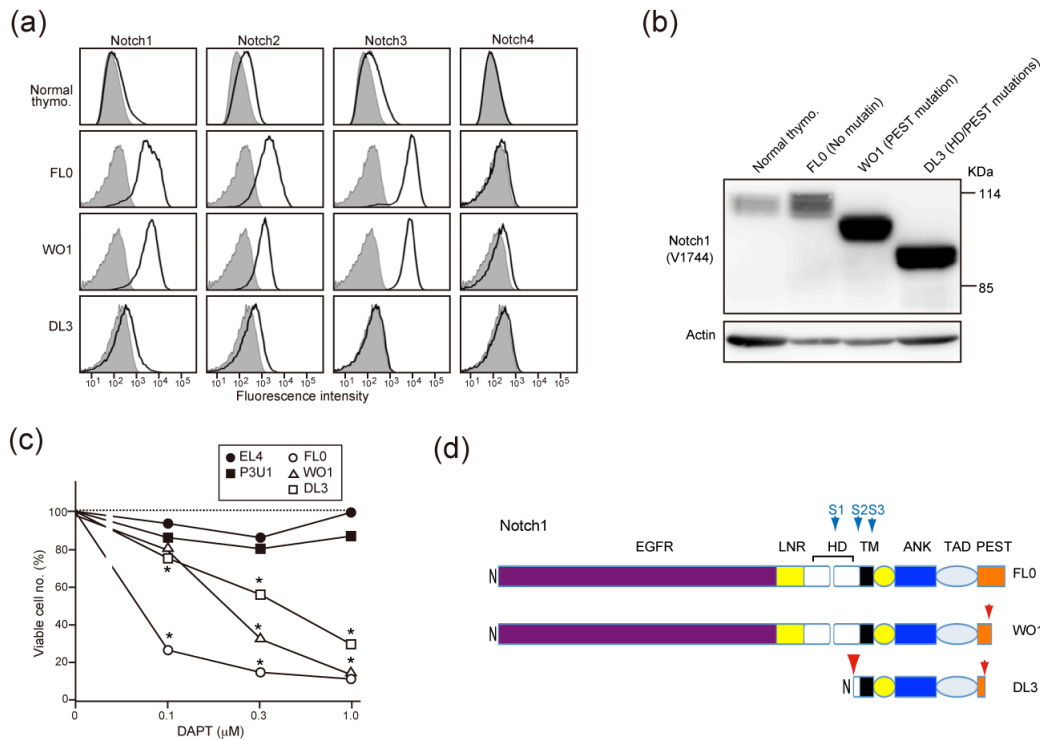 (a)
Notch1 Notch2 Notch3 Notch4
Normal
thymo.
FL0
WO1
DL3
10¹ 10² 10³ 10⁴ 10⁵ 10¹ 10² 10³ 10⁴ 10⁵ 10¹ 10² 10³ 10⁴ 10⁵ 10¹ 10² 10³ 10⁴ 10⁵
Fluorescence intensity
(b)
Normal thymo.
FL0 (No mutatin)
WO1 (PEST mutation)
DL3 (HD/PEST mutations)
KDa
114
Notch1
(V1744)
85
Actin
(c)
EL4 FL0
P3U1 WO1
DL3
Viable cell no. (%)
100
80
60
40
20
0
* * * * * * * *
0 0.1 0.3 1.0
DAPT (μM)
(d)
Notch1
S1 S2 S3
EGFR LNR HD TM ANK TAD PEST
N FL0
N WO1
N DL3